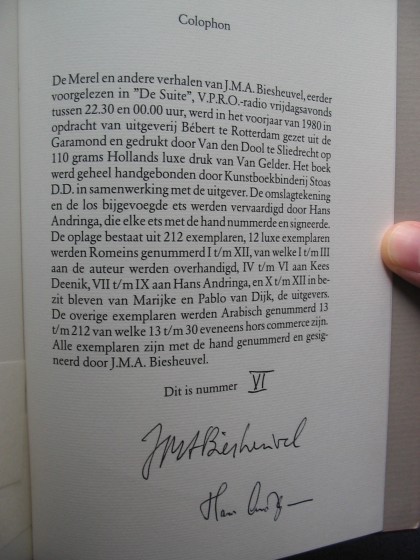 Colophon
De Merel en andere verhalen van J.M.A. Biesheuvel, eerder
voorgelezen in "De Suite", V.P.R.O.-radio vrijdagsavonds
tussen 22.30 en 00.00 uur, werd in het voorjaar van 1980 in
opdracht van uitgeverij Bébert te Rotterdam gezet uit de
Garamond en gedrukt door Van den Dool te Sliedrecht op
110 grams Hollands luxe druk van Van Gelder. Het boek
werd geheel handgebonden door Kunstboekbinderij Stoas
D.D. in samenwerking met de uitgever. De omslagtekening
en de los bijgevoegde ets werden vervaardigd door Hans
Andringa, die elke ets met de hand nummerde en signeerde.
De oplage bestaat uit 212 exemplaren, 12 luxe exemplaren
werden Romeins genummerd I t/m XII, van welke I t/m III
aan de auteur werden overhandigd, IV t/m VI aan Kees
Deenik, VII t/m IX aan Hans Andringa, en X t/m XII in be-
zit bleven van Marijke en Pablo van Dijk, de uitgevers.
De overige exemplaren werden Arabisch genummerd 13
t/m 212 van welke 13 t/m 30 eveneens hors commerce zijn.
Alle exemplaren zijn met de hand genummerd en gesig-
neerd door J.M.A. Biesheuvel.
Dit is nummer VI
JMABiesheuvel
Hans